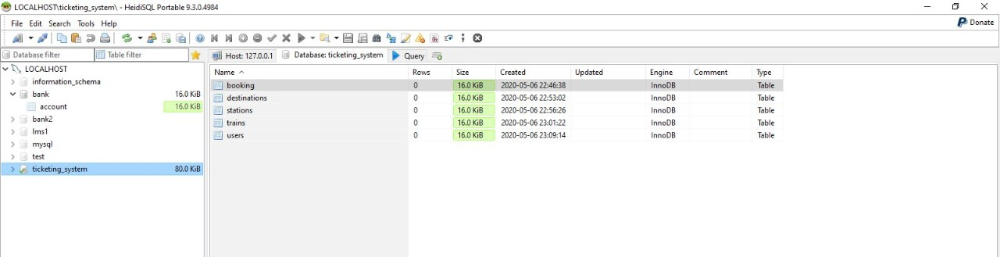 LOCALHOST\ticketing_system\ - HeidiSQL Portable 9.3.0.4984
File Edit Search Tools Help
Donate
Database filter Table filter Host: 127.0.0.1 Database: ticketing_system Query
LOCALHOST
information_schema
bank 16.0 KiB
account 16.0 KiB
bank2
lms1
mysql
test
ticketing_system 80.0 KiB
Name Rows Size Created Updated Engine Comment Type
booking 0 16.0 KiB 2020-05-06 22:46:38 InnoDB Table
destinations 0 16.0 KiB 2020-05-06 22:53:02 InnoDB Table
stations 0 16.0 KiB 2020-05-06 22:56:26 InnoDB Table
trains 0 16.0 KiB 2020-05-06 23:01:22 InnoDB Table
users 0 16.0 KiB 2020-05-06 23:09:14 InnoDB Table